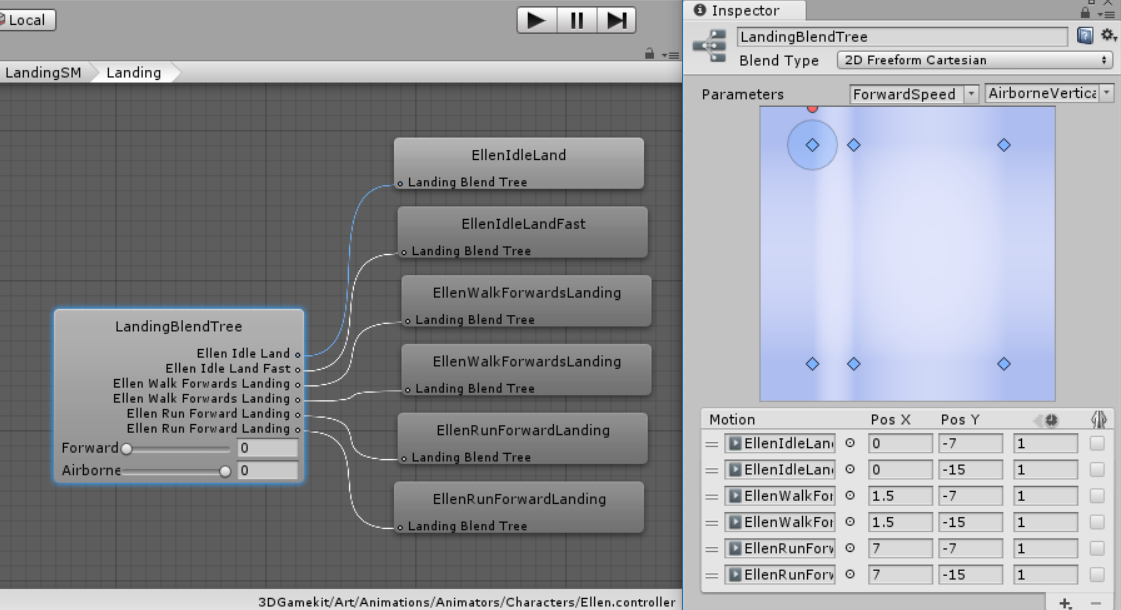 Local
LandingSM Landing
EllenIdleLand
Landing Blend Tree
EllenIdleLandFast
Landing Blend Tree
EllenWalkForwardsLanding
Landing Blend Tree
EllenWalkForwardsLanding
Landing Blend Tree
EllenRunForwardLanding
Landing Blend Tree
EllenRunForwardLanding
Landing Blend Tree
LandingBlendTree
Ellen Idle Land
Ellen Idle Land Fast
Ellen Walk Forwards Landing
Ellen Walk Forwards Landing
Ellen Run Forward Landing
Ellen Run Forward Landing
Forward 0
Airborne 0
3DGamekit/Art/Animations/Animators/Characters/Ellen.controller
Inspector
LandingBlendTree
Blend Type 2D Freeform Cartesian
Parameters ForwardSpeed AirborneVertica
Motion Pos X Pos Y
EllenIdleLan 0 -7 1
EllenIdleLan 0 -15 1
EllenWalkFor 1.5 -7 1
EllenWalkFor 1.5 -15 1
EllenRunForw 7 -7 1
EllenRunForw 7 -15 1